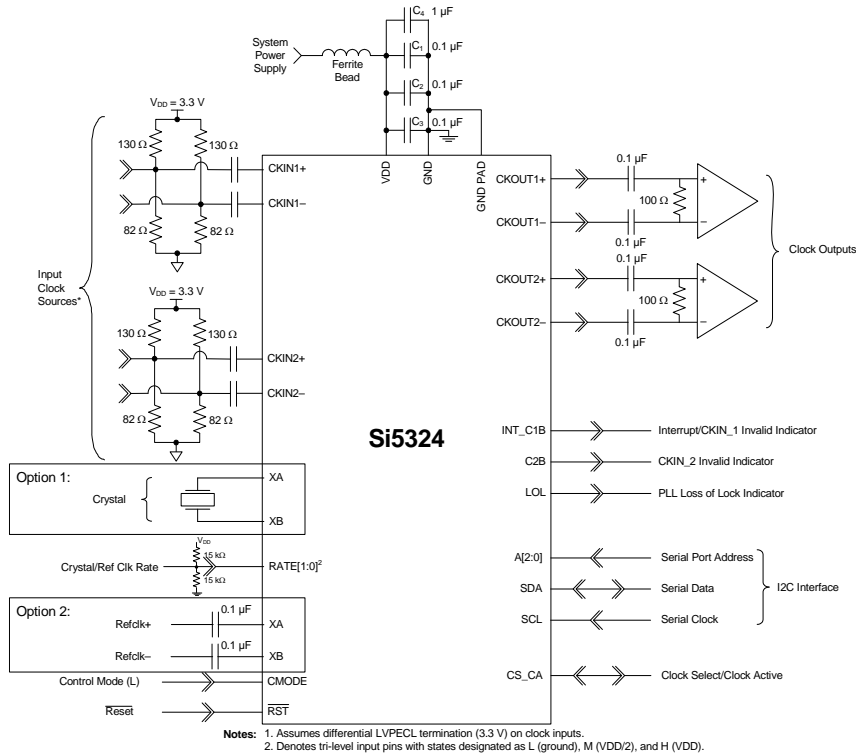 C4 1 µF
System
Power
Supply
Ferrite
Bead
C1 0.1 µF
C2 0.1 µF
C3 0.1 µF
VDD
GND
GND PAD
VDD = 3.3 V
130 Ω
130 Ω
CKIN1+
CKIN1–
82 Ω
82 Ω
Input
Clock
Sources*
VDD = 3.3 V
130 Ω
130 Ω
CKIN2+
CKIN2–
82 Ω
82 Ω
Option 1:
Crystal
XA
XB
VDD
15 kΩ
Crystal/Ref Clk Rate
RATE[1:0]2
15 kΩ
Option 2:
0.1 µF
Refclk+
XA
0.1 µF
Refclk–
XB
Control Mode (L)
CMODE
Reset
RST
Si5324
0.1 µF
CKOUT1+
100 Ω
+
–
CKOUT1–
0.1 µF
Clock Outputs
0.1 µF
CKOUT2+
100 Ω
+
–
CKOUT2–
0.1 µF
INT_C1B
Interrupt/CKIN_1 Invalid Indicator
C2B
CKIN_2 Invalid Indicator
LOL
PLL Loss of Lock Indicator
A[2:0]
Serial Port Address
SDA
Serial Data
I2C Interface
SCL
Serial Clock
CS_CA
Clock Select/Clock Active
Notes: 1. Assumes differential LVPECL termination (3.3 V) on clock inputs.
2. Denotes tri-level input pins with states designated as L (ground), M (VDD/2), and H (VDD).